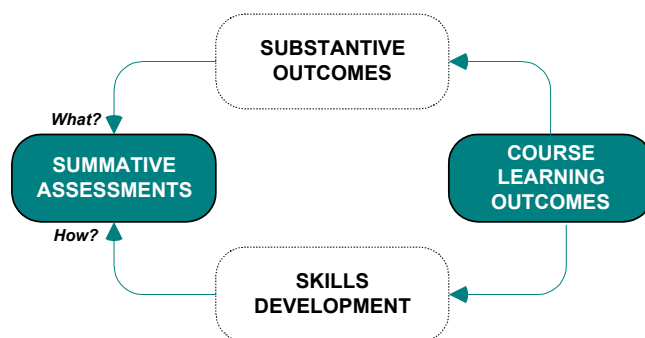 SUBSTANTIVE
OUTCOMES
What?
SUMMATIVE
ASSESSMENTS
COURSE
LEARNING
OUTCOMES
How?
SKILLS
DEVELOPMENT